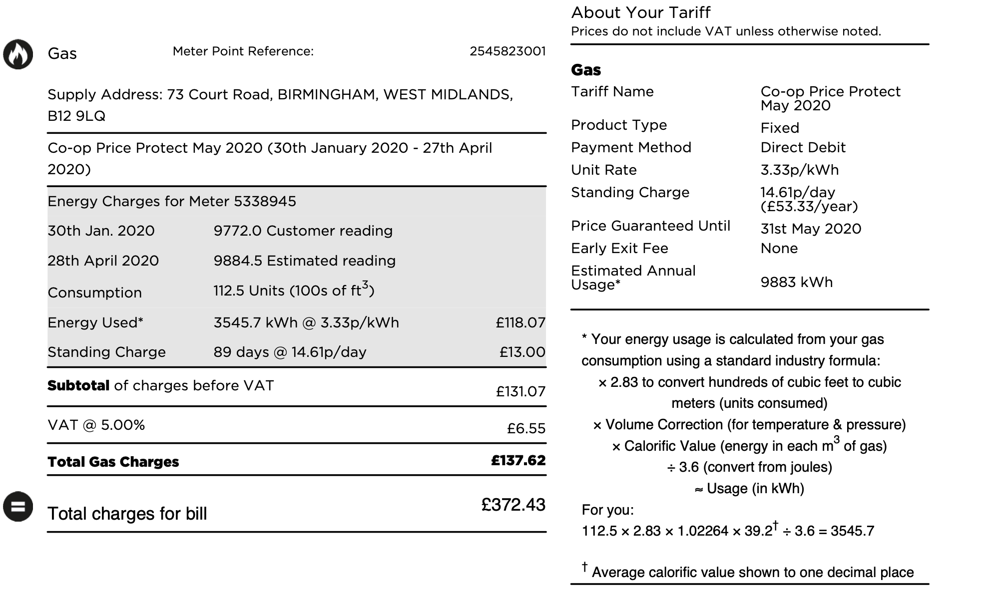 Gas Meter Point Reference: 2545823001
Supply Address: 73 Court Road, BIRMINGHAM, WEST MIDLANDS,
B12 9LQ
Co-op Price Protect May 2020 (30th January 2020 - 27th April
2020)
Energy Charges for Meter 5338945
30th Jan. 2020 9772.0 Customer reading
28th April 2020 9884.5 Estimated reading
Consumption 112.5 Units (100s of ft³)
Energy Used* 3545.7 kWh @ 3.33p/kWh £118.07
Standing Charge 89 days @ 14.61p/day £13.00
Subtotal of charges before VAT £131.07
VAT @ 5.00% £6.55
Total Gas Charges £137.62
Total charges for bill £372.43
About Your Tariff
Prices do not include VAT unless otherwise noted.
Gas
Tariff Name Co-op Price Protect
May 2020
Product Type Fixed
Payment Method Direct Debit
Unit Rate 3.33p/kWh
Standing Charge 14.61p/day
(£53.33/year)
Price Guaranteed Until 31st May 2020
Early Exit Fee None
Estimated Annual
Usage* 9883 kWh
* Your energy usage is calculated from your gas
consumption using a standard industry formula:
× 2.83 to convert hundreds of cubic feet to cubic
meters (units consumed)
× Volume Correction (for temperature & pressure)
× Calorific Value (energy in each m³ of gas)
÷ 3.6 (convert from joules)
≈ Usage (in kWh)
For you:
112.5 × 2.83 × 1.02264 × 39.2† ÷ 3.6 = 3545.7
† Average calorific value shown to one decimal place